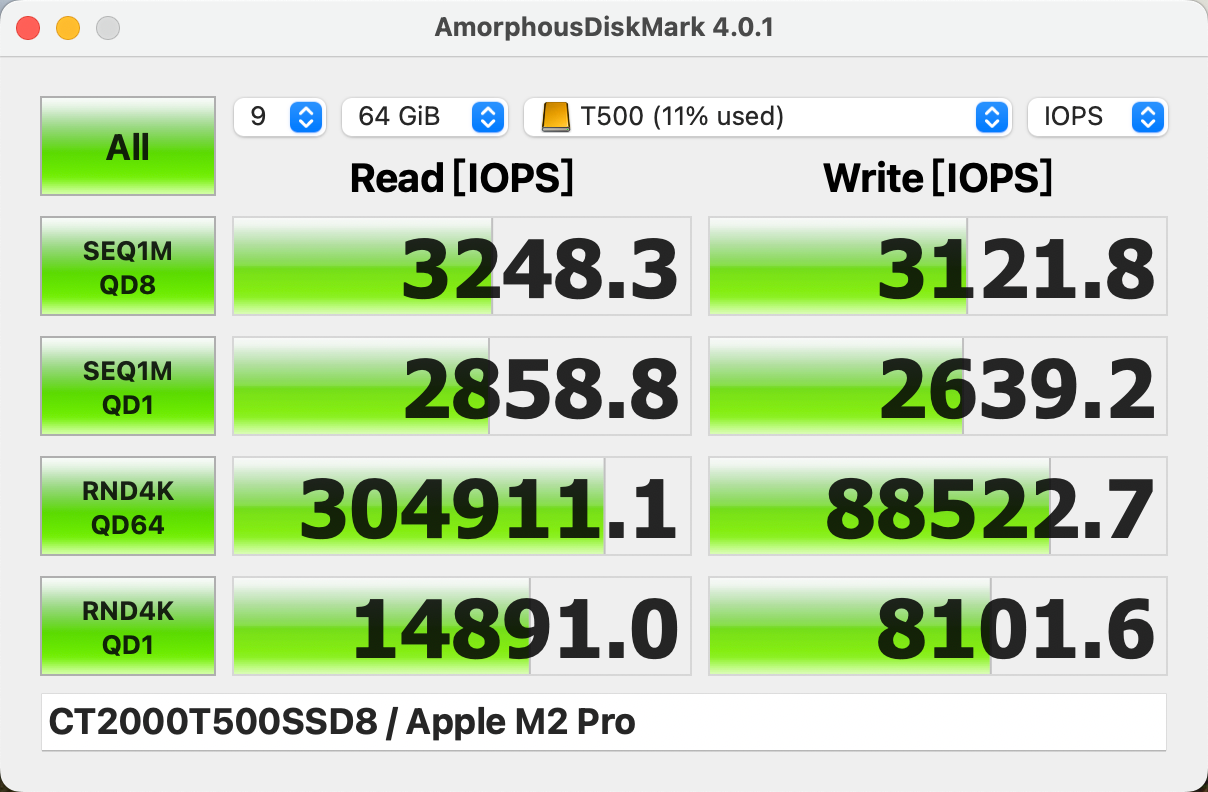 AmorphousDiskMark 4.0.1
All
9
64 GiB
T500 (11% used)
IOPS
Read [IOPS]
Write [IOPS]
SEQ1M
QD8
3248.3
3121.8
SEQ1M
QD1
2858.8
2639.2
RND4K
QD64
304911.1
88522.7
RND4K
QD1
14891.0
8101.6
CT2000T500SSD8 / Apple M2 Pro